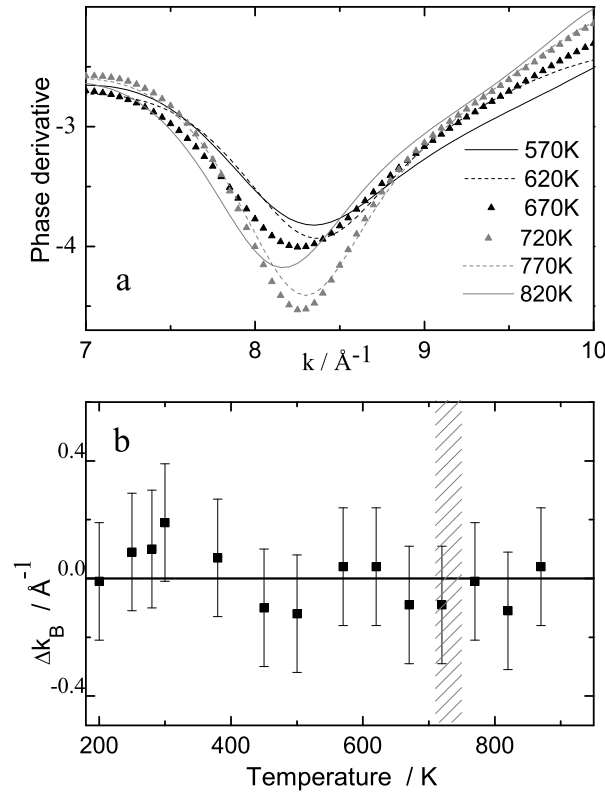 -3
-4
Phase derivative
a
570K
620K
670K
720K
770K
820K
7
8
9
10
k / Å-1
b
0.4
0.0
-0.4
ΔkB / Å-1
200
400
600
800
Temperature / K